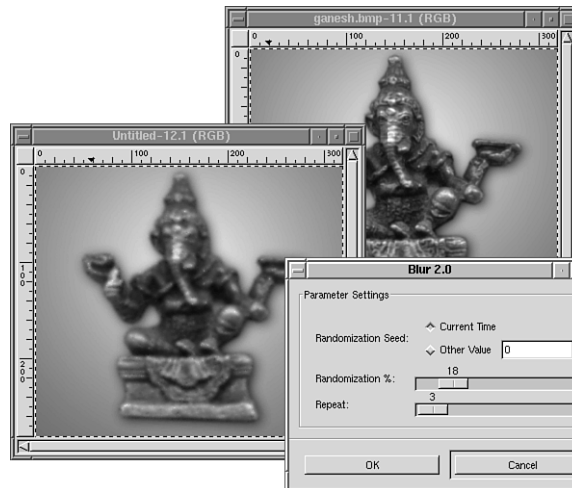 ganesh.bmp-11.1 (RGB)
0 100 200 300
0
Untitled-12.1 (RGB)
0 100 200 300
0
100
200
Blur 2.0
Parameter Settings
Randomization Seed:
Current Time
Other Value 0
Randomization %: 18
Repeat: 3
OK Cancel